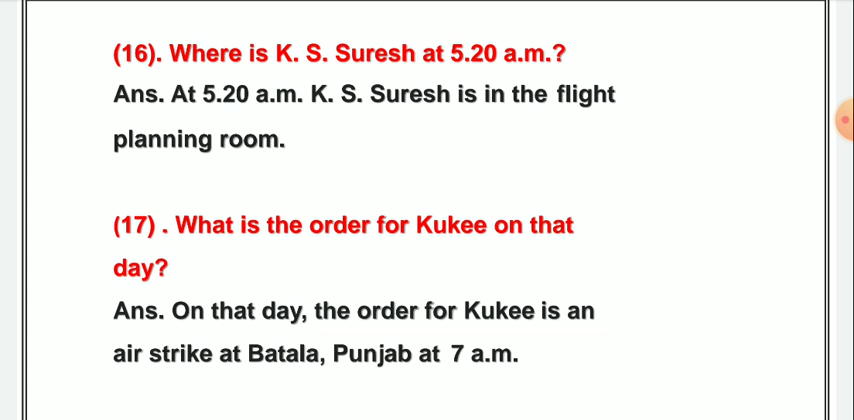 (16). Where is K. S. Suresh at 5.20 a.m.?
Ans. At 5.20 a.m. K. S. Suresh is in the flight
planning room.
(17) . What is the order for Kukee on that
day?
Ans. On that day, the order for Kukee is an
air strike at Batala, Punjab at 7 a.m.